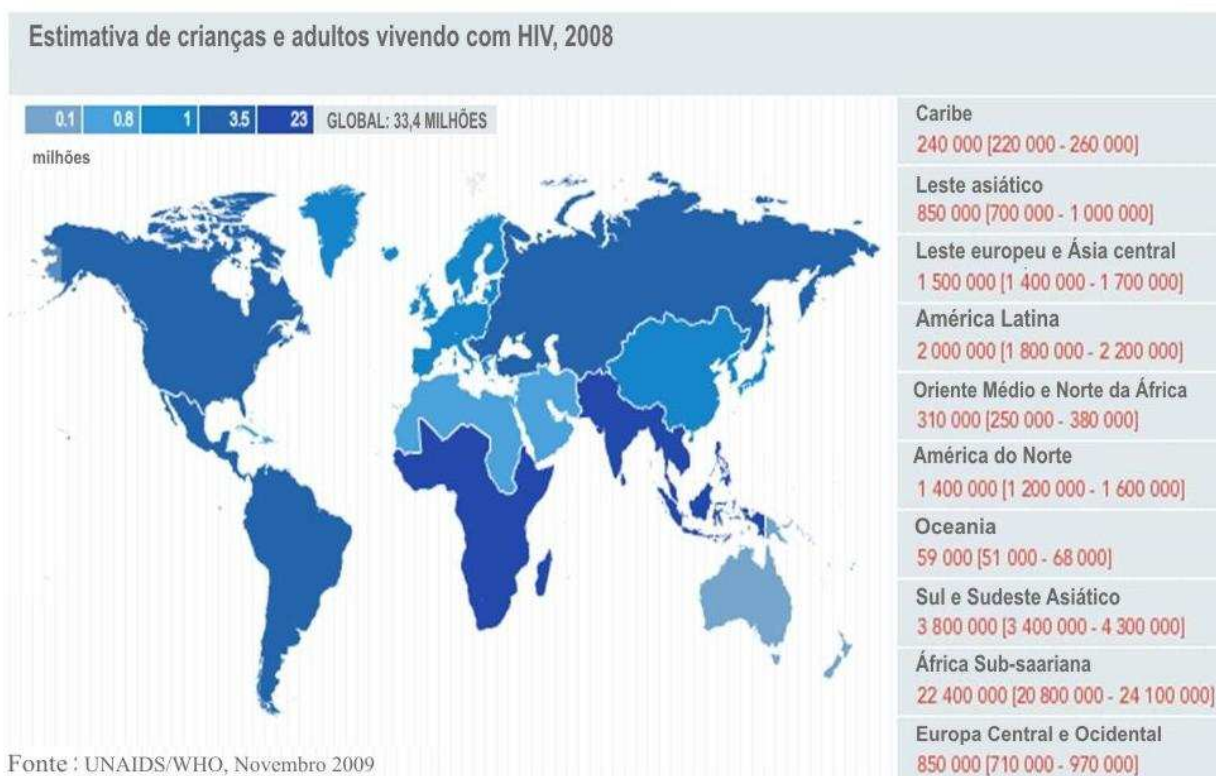 Estimativa de crianças e adultos vivendo com HIV, 2008
0.1 0.8 1 3.5 23 GLOBAL: 33,4 MILHÕES
milhões
Caribe
240 000 [220 000 - 260 000]
Leste asiático
850 000 [700 000 - 1 000 000]
Leste europeu e Ásia central
1 500 000 [1 400 000 - 1 700 000]
América Latina
2 000 000 [1 800 000 - 2 200 000]
Oriente Médio e Norte da África
310 000 [250 000 - 380 000]
América do Norte
1 400 000 [1 200 000 - 1 600 000]
Oceania
59 000 [51 000 - 68 000]
Sul e Sudeste Asiático
3 800 000 [3 400 000 - 4 300 000]
África Sub-saariana
22 400 000 [20 800 000 - 24 100 000]
Europa Central e Ocidental
850 000 [710 000 - 970 000]
Fonte : UNAIDS/WHO, Novembro 2009